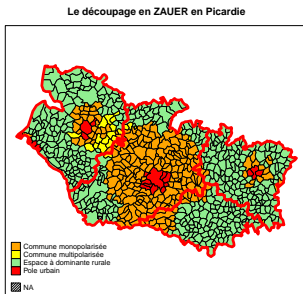 Le découpage en ZAUER en Picardie
Commune monopolarisée
Commune multipolarisée
Espace à dominante rurale
Pole urbain
NA